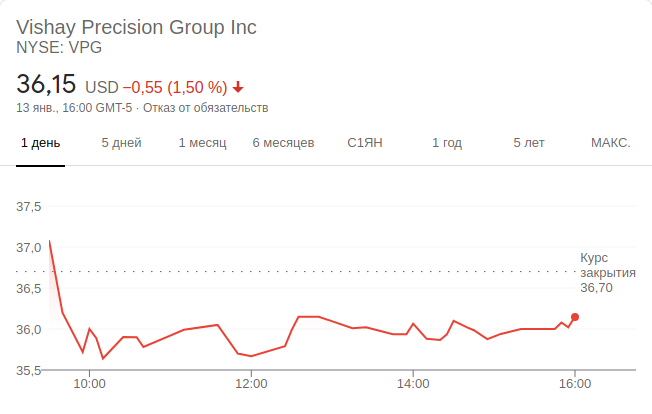 Vishay Precision Group Inc
NYSE: VPG
36,15 USD −0,55 (1,50 %)
13 янв., 16:00 GMT-5 · Отказ от обязательств
1 день 5 дней 1 месяц 6 месяцев С1ЯН 1 год 5 лет МАКС.
37,5
37,0
Курс
закрытия
36,70
36,5
36,0
35,5
10:00 12:00 14:00 16:00